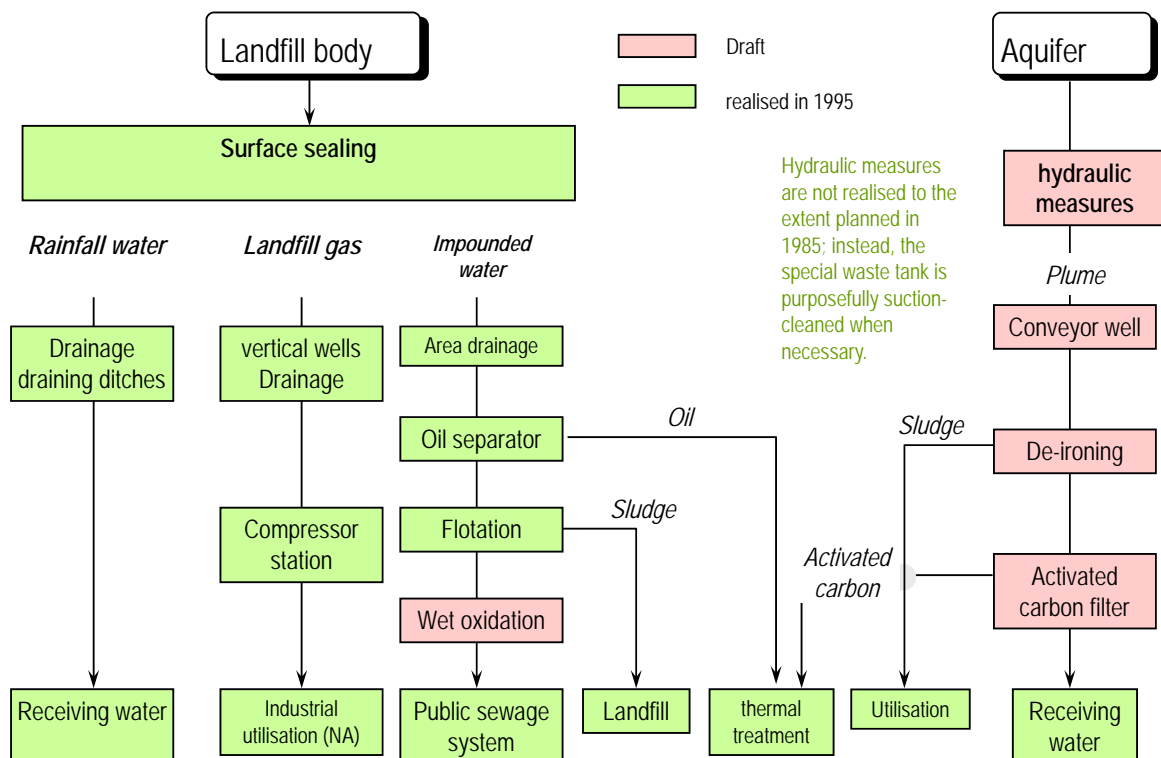 Landfill body
Draft
realised in 1995
Aquifer
Surface sealing
Hydraulic measures
are not realised to the
extent planned in
1985; instead, the
special waste tank is
purposefully suction-
cleaned when
necessary.
hydraulic
measures
Rainfall water
Landfill gas
Impounded
water
Plume
Drainage
draining ditches
vertical wells
Drainage
Area drainage
Conveyor well
Oil separator
Oil
Sludge
De-ironing
Compressor
station
Flotation
Sludge
Activated
carbon
Activated
carbon filter
Wet oxidation
Receiving water
Industrial
utilisation (NA)
Public sewage
system
Landfill
thermal
treatment
Utilisation
Receiving
water